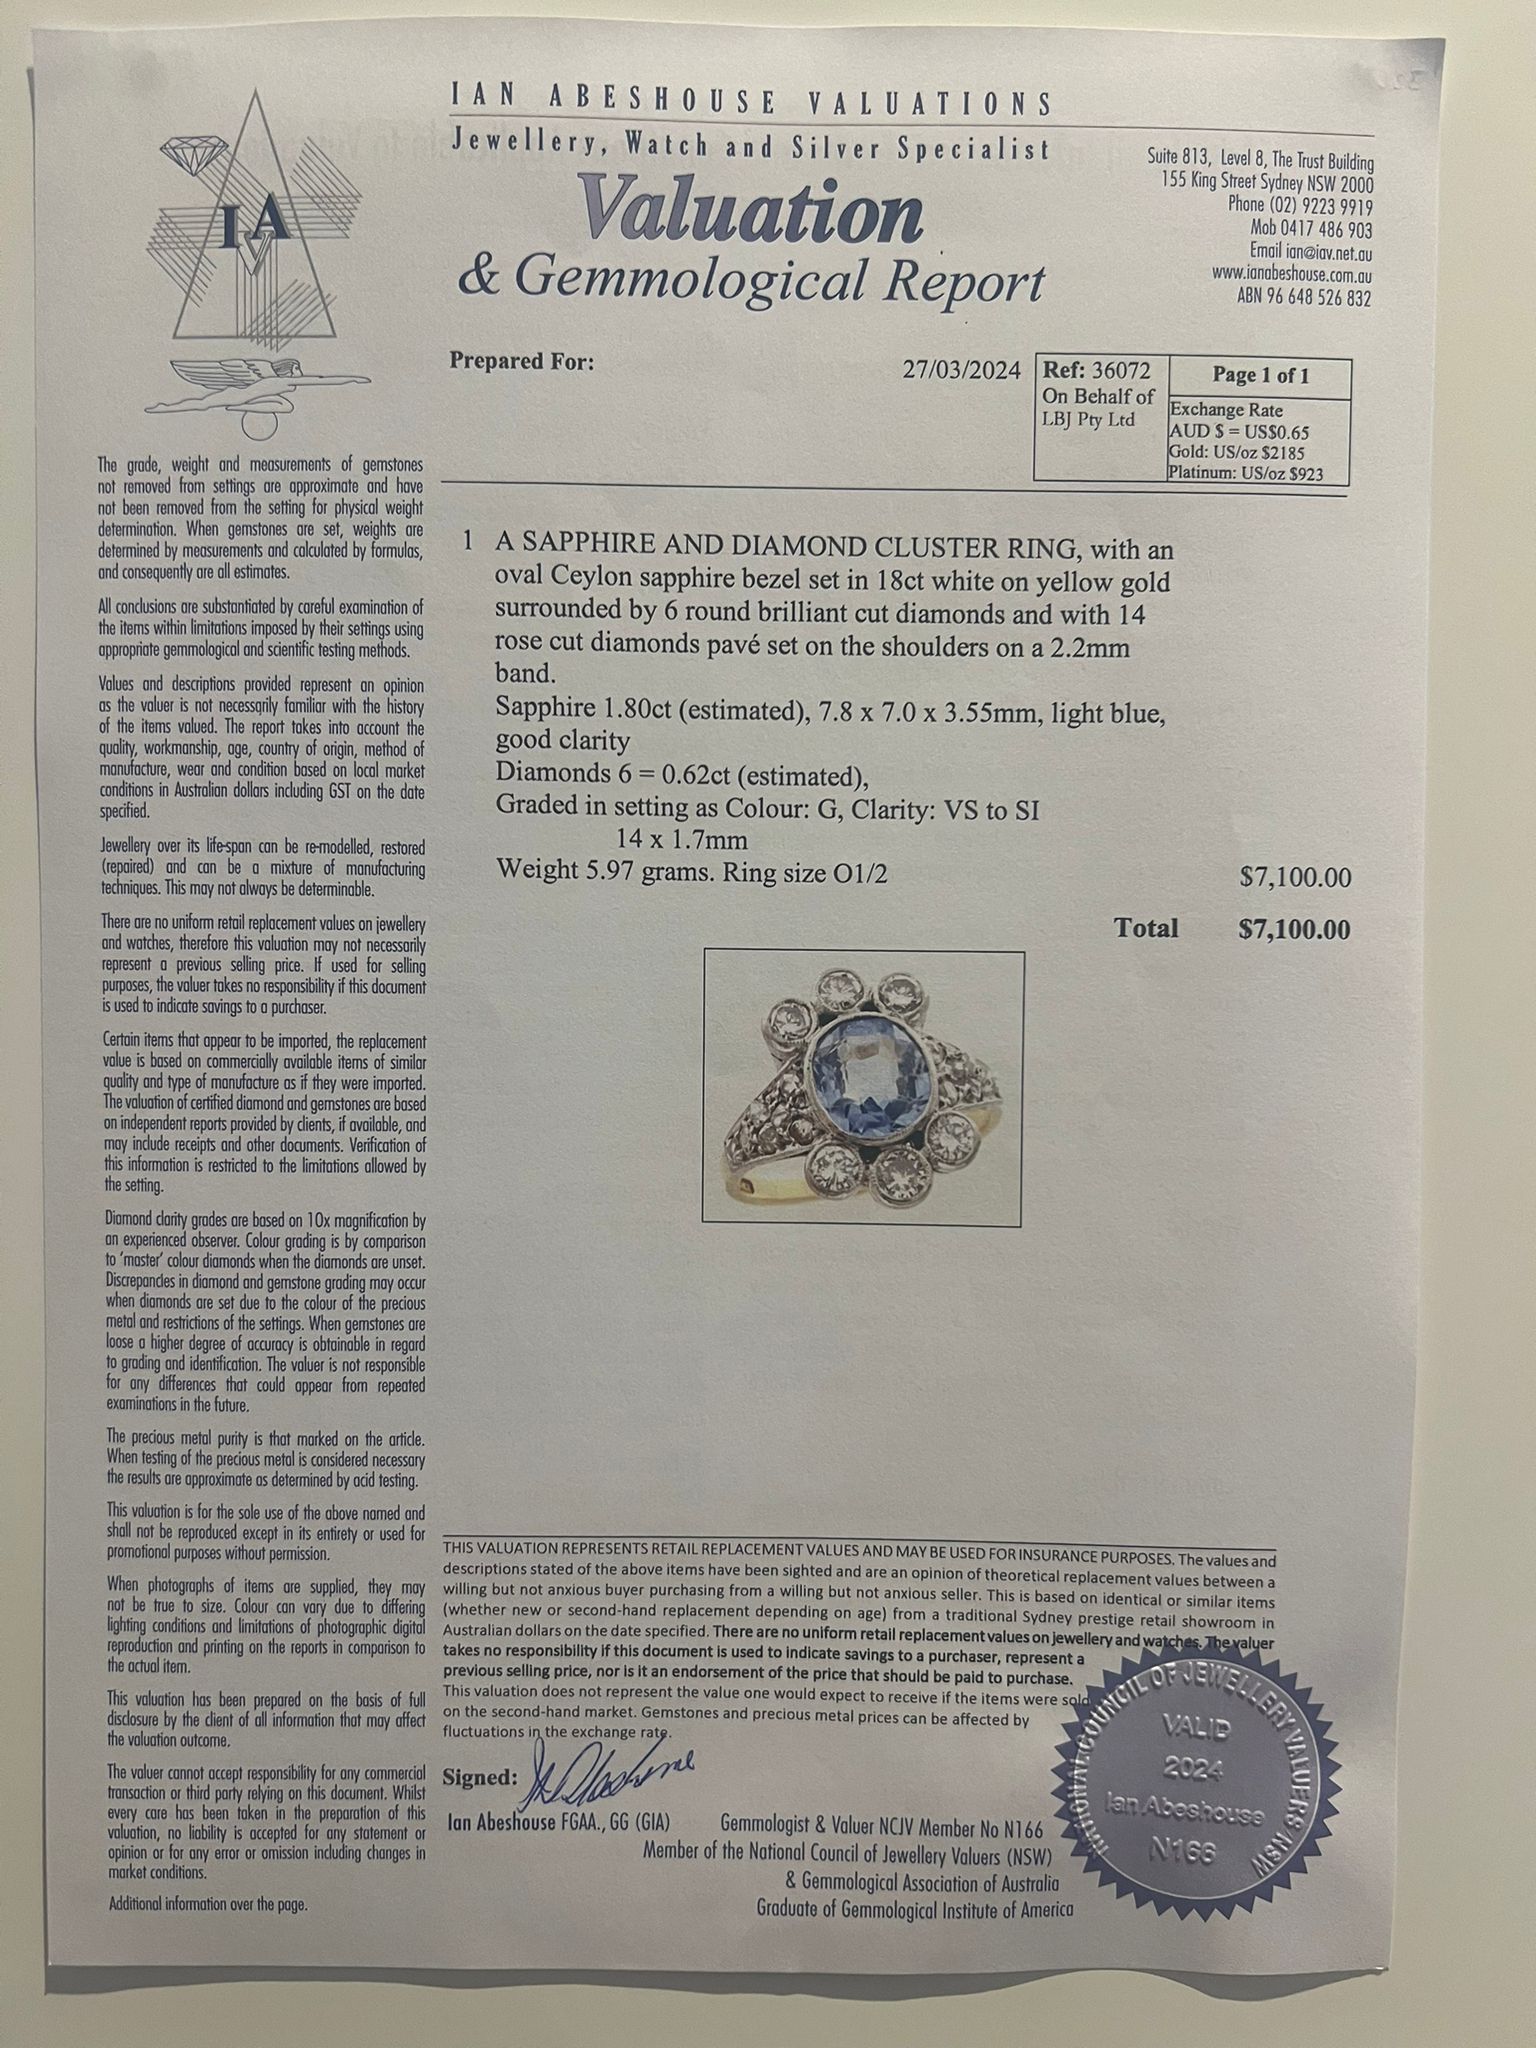 IAN ABESHOUSE VALUATIONS
Jewellery, Watch and Silver Specialist
Valuation
& Gemmological Report
Suite 813, Level 8, The Trust Building
155 King Street Sydney NSW 2000
Phone (02) 9223 9919
Mob 0417 486 903
Email ian@iav.net.au
www.ianabeshouse.com.au
ABN 96 648 526 832
IAV
Prepared For:
27/03/2024
Ref: 36072
On Behalf of
LBJ Pty Ltd
Page 1 of 1
Exchange Rate
AUD $ = US$0.65
Gold: US/oz $2185
Platinum: US/oz $923
The grade, weight and measurements of gemstones
not removed from settings are approximate and have
not been removed from the setting for physical weight
determination. When gemstones are set, weights are
determined by measurements and calculated by formulas,
and consequently are all estimates.
All conclusions are substantiated by careful examination of
the items within limitations imposed by their settings using
appropriate gemmological and scientific testing methods.
Values and descriptions provided represent an opinion
as the valuer is not necessarily familiar with the history
of the items valued. The report takes into account the
quality, workmanship, age, country of origin, method of
manufacture, wear and condition based on local market
conditions in Australian dollars including GST on the date
specified.
Jewellery over its life-span can be re-modelled, restored
(repaired) and can be a mixture of manufacturing
techniques. This may not always be determinable.
There are no uniform retail replacement values on jewellery
and watches, therefore this valuation may not necessarily
represent a previous selling price. If used for selling
purposes, the valuer takes no responsibility if this document
is used to indicate savings to a purchaser.
Certain items that appear to be imported, the replacement
value is based on commercially available items of similar
quality and type of manufacture as if they were imported.
The valuation of certified diamond and gemstones are based
on independent reports provided by clients, if available, and
may include receipts and other documents. Verification of
this information is restricted to the limitations allowed by
the setting.
Diamond clarity grades are based on 10x magnification by
an experienced observer. Colour grading is by comparison
to 'master' colour diamonds when the diamonds are unset.
Discrepancies in diamond and gemstone grading may occur
when diamonds are set due to the colour of the precious
metal and restrictions of the settings. When gemstones are
loose a higher degree of accuracy is obtainable in regard
to grading and identification. The valuer is not responsible
for any differences that could appear from repeated
examinations in the future.
The precious metal purity is that marked on the article.
When testing of the precious metal is considered necessary
the results are approximate as determined by acid testing.
This valuation is for the sole use of the above named and
shall not be reproduced except in its entirety or used for
promotional purposes without permission.
When photographs of items are supplied, they may
not be true to size. Colour can vary due to differing
lighting conditions and limitations of photographic digital
reproduction and printing on the reports in comparison to
the actual item.
This valuation has been prepared on the basis of full
disclosure by the client of all information that may affect
the valuation outcome.
The valuer cannot accept responsibility for any commercial
transaction or third party relying on this document. Whilst
every care has been taken in the preparation of this
valuation, no liability is accepted for any statement or
opinion or for any error or omission including changes in
market conditions.
Additional information over the page.
1 A SAPPHIRE AND DIAMOND CLUSTER RING, with an
oval Ceylon sapphire bezel set in 18ct white on yellow gold
surrounded by 6 round brilliant cut diamonds and with 14
rose cut diamonds pavé set on the shoulders on a 2.2mm
band.
Sapphire 1.80ct (estimated), 7.8 x 7.0 x 3.55mm, light blue,
good clarity
Diamonds 6 = 0.62ct (estimated),
Graded in setting as Colour: G, Clarity: VS to SI
14 x 1.7mm
Weight 5.97 grams. Ring size O1/2 $7,100.00
Total $7,100.00
THIS VALUATION REPRESENTS RETAIL REPLACEMENT VALUES AND MAY BE USED FOR INSURANCE PURPOSES. The values and
descriptions stated of the above items have been sighted and are an opinion of theoretical replacement values between a
willing but not anxious buyer purchasing from a willing but not anxious seller. This is based on identical or similar items
(whether new or second-hand replacement depending on age) from a traditional Sydney prestige retail showroom in
Australian dollars on the date specified. There are no uniform retail replacement values on jewellery and watches. The valuer
takes no responsibility if this document is used to indicate savings to a purchaser, represent a
previous selling price, nor is it an endorsement of the price that should be paid to purchase.
This valuation does not represent the value one would expect to receive if the items were sold
on the second-hand market. Gemstones and precious metal prices can be affected by
fluctuations in the exchange rate.
Signed:
Ian Abeshouse FGAA., GG (GIA)
Gemmologist & Valuer NCJV Member No N166
Member of the National Council of Jewellery Valuers (NSW)
& Gemmological Association of Australia
Graduate of Gemmological Institute of America
NATIONAL COUNCIL OF JEWELLERY VALUERS NSW
VALID
2024
Ian Abeshouse
N166